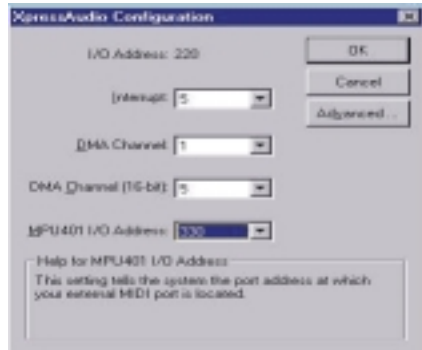 XpressAudio Configuration
I/O Address: 220
OK
Interrupt: 5
Cancel
Advanced...
DMA Channel: 1
DMA Channel (16-bit): 5
MPU401 I/O Address: 330
Help for MPU401 I/O Address
This setting tells the system the port address at which
your external MIDI port is located.